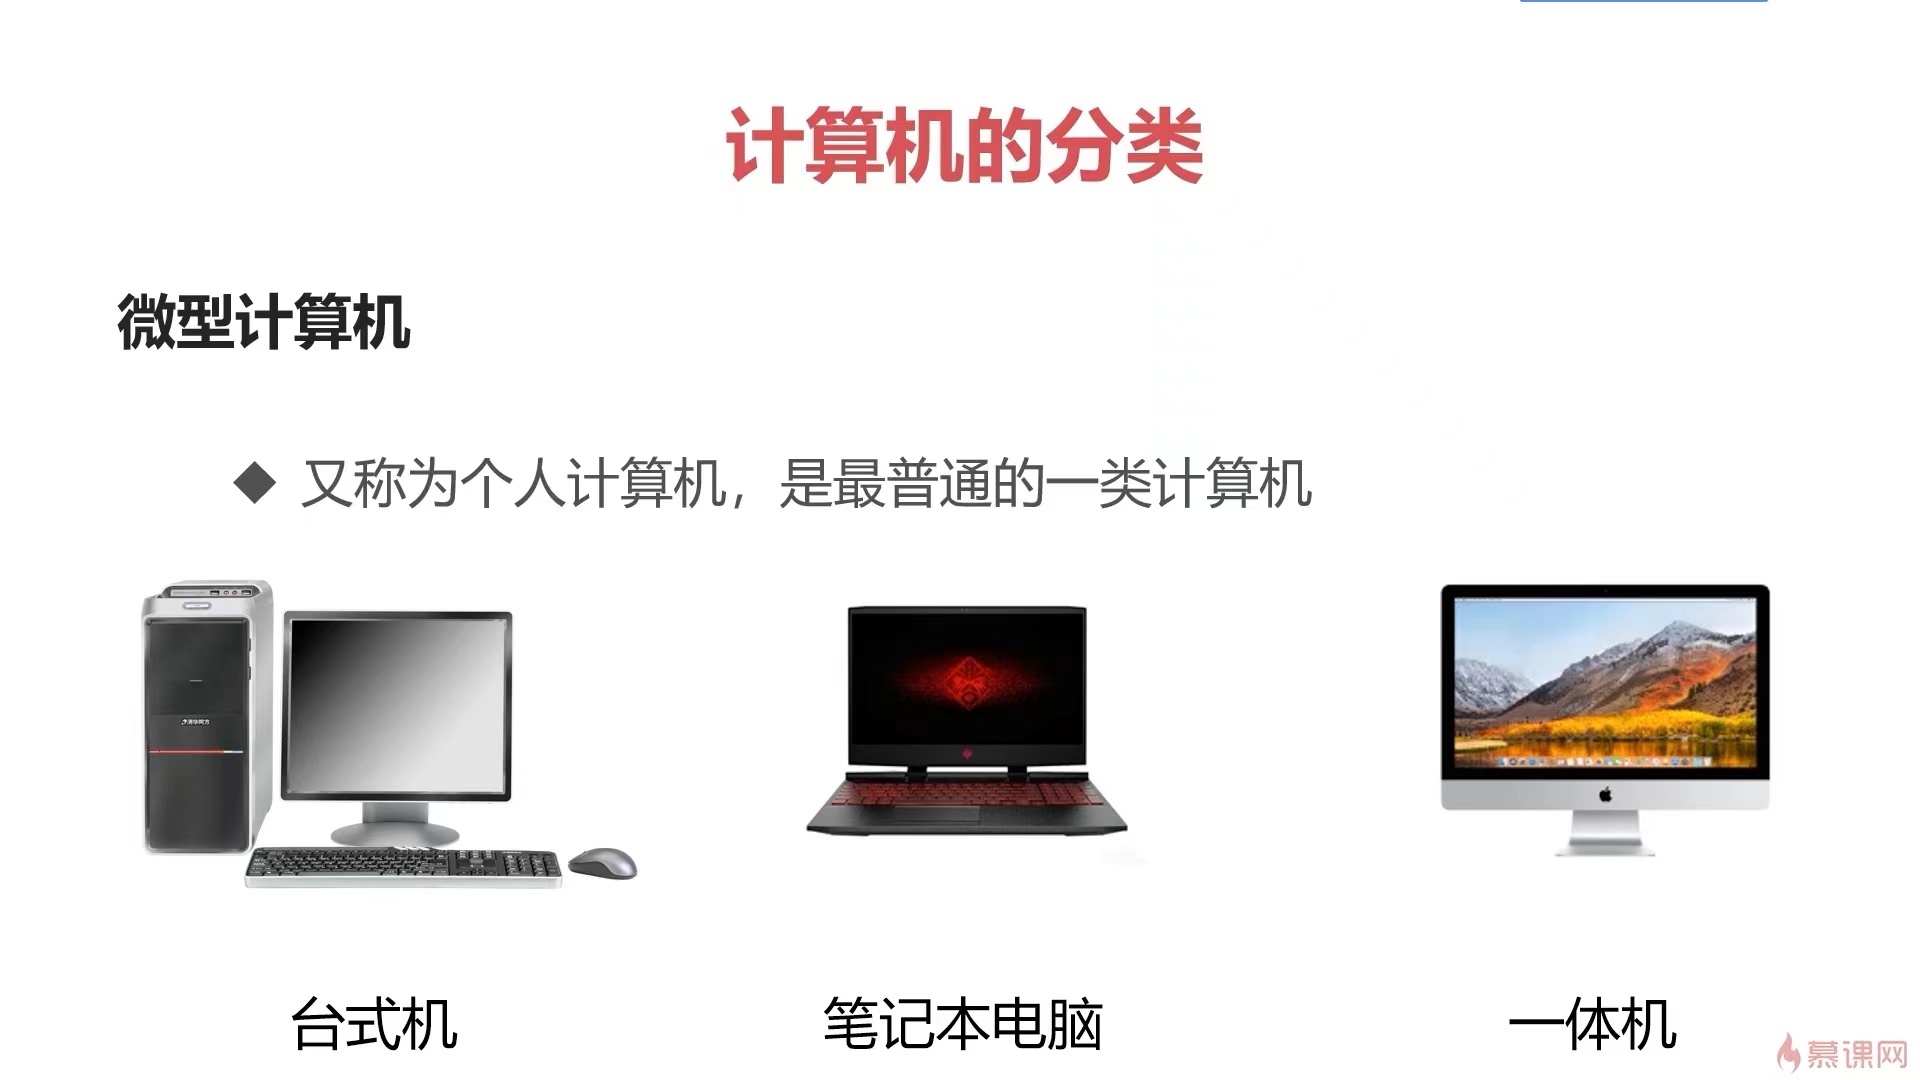 计算机的分类
微型计算机
◆ 又称为个人计算机，是最普通的一类计算机
清华同方
台式机
笔记本电脑
一体机
慕课网